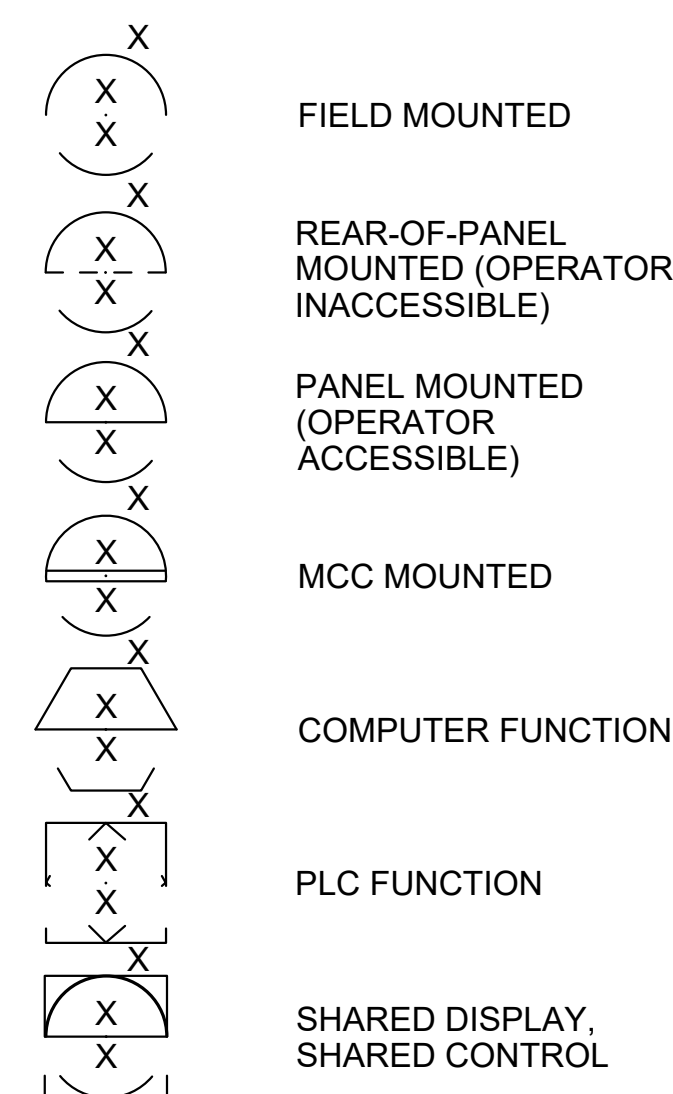 X
X
X
FIELD MOUNTED
X
X
X
REAR-OF-PANEL
MOUNTED (OPERATOR
INACCESSIBLE)
X
X
X
PANEL MOUNTED
(OPERATOR
ACCESSIBLE)
X
X
X
MCC MOUNTED
X
X
X
COMPUTER FUNCTION
X
X
X
PLC FUNCTION
X
X
X
SHARED DISPLAY,
SHARED CONTROL